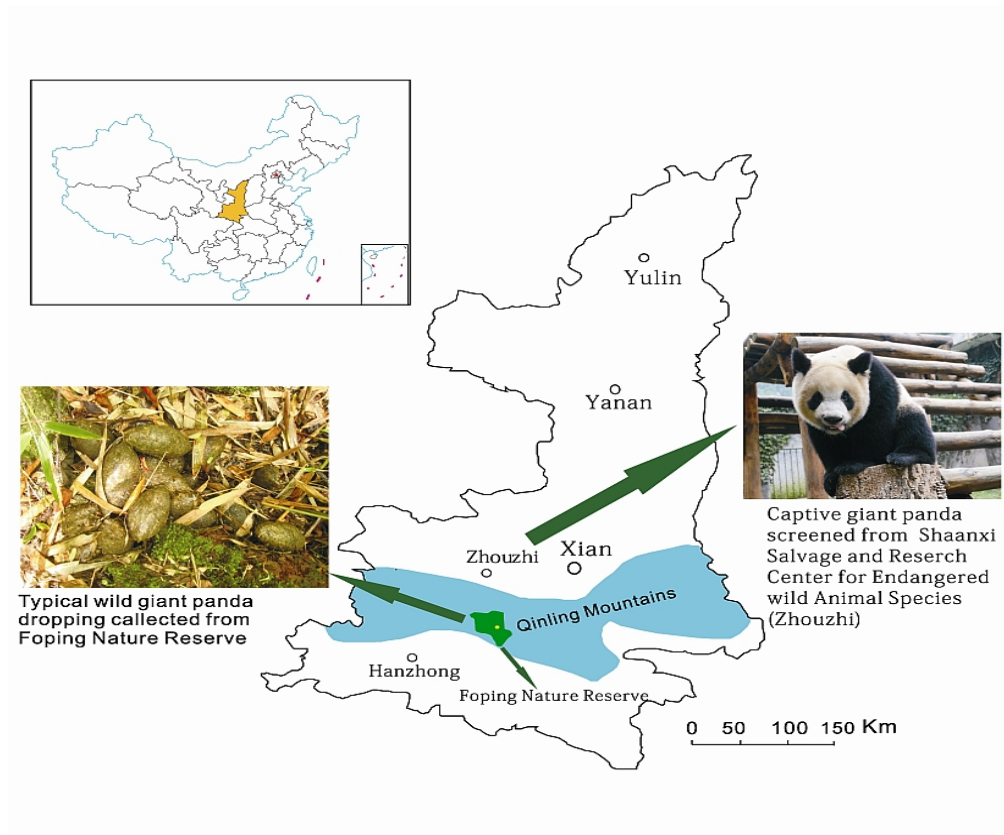 Yulin
Yanan
Captive giant panda
screened from Shaanxi
Salvage and Reserch
Center for Endangered
wild Animal Species
(Zhouzhi)
Zhouzhi
Xian
Typical wild giant panda
dropping callected from
Foping Nature Reserve
Qinling Mountains
Hanzhong
Foping Nature Reserve
0 50 100 150 Km